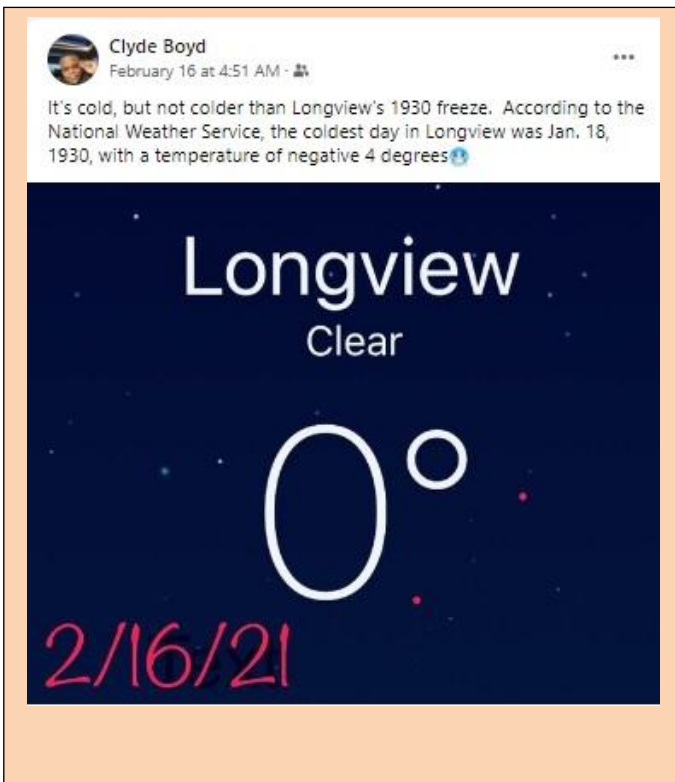 Clyde Boyd
February 16 at 4:51 AM ·
It's cold, but not colder than Longview's 1930 freeze.  According to the
National Weather Service, the coldest day in Longview was Jan. 18,
1930, with a temperature of negative 4 degrees🥶
Longview
Clear
0°
2/16/21